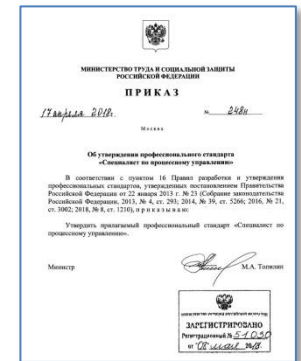 МИНИСТЕРСТВО ТРУДА И СОЦИАЛЬНОЙ ЗАЩИТЫ
РОССИЙСКОЙ ФЕДЕРАЦИИ
ПРИКАЗ
17 апреля 2018г. № 248н
Москва
Об утверждении профессионального стандарта
«Специалист по процессному управлению»
В соответствии с пунктом 16 Правил разработки и утверждения
профессиональных стандартов, утвержденных постановлением Правительства
Российской Федерации от 22 января 2013 г. № 23 (Собрание законодательства
Российской Федерации, 2013, № 4, ст. 293; 2014, № 39, ст. 5266; 2016, № 21,
ст. 3002; 2018, № 8, ст. 1210), п р и к а з ы в а ю:
Утвердить прилагаемый профессиональный стандарт «Специалист по
процессному управлению».
Министр М.А. Топилин
ЗАРЕГИСТРИРОВАНО
Регистрационный № 51030
от "08" мая 2018